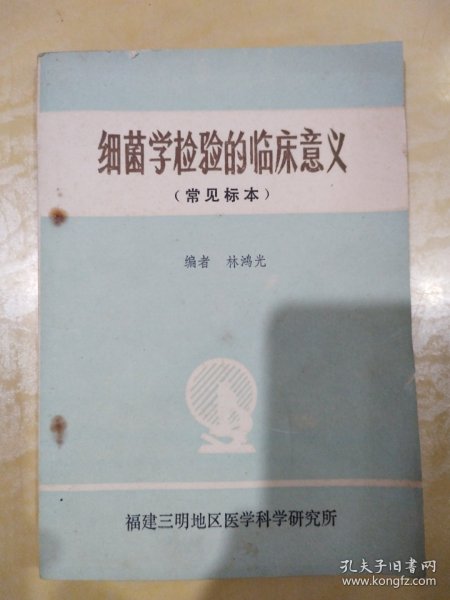 细菌学检验的临床意义
（常见标本）
编者 林鸿光
福建三明地区医学科学研究所
孔夫子旧书网
www.kongfz.com